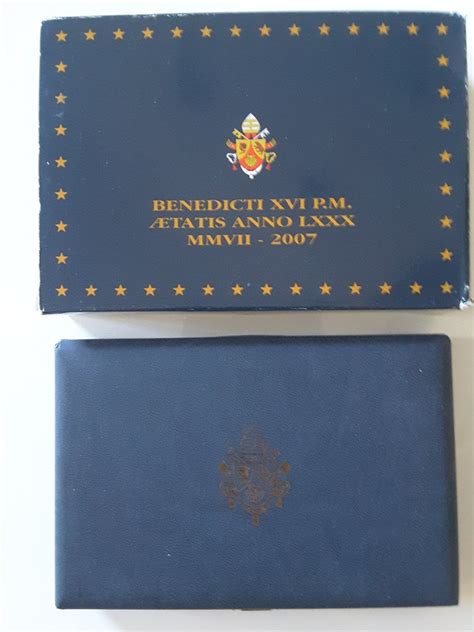 BENEDICTI XVI P.M.
ÆTATIS ANNO LXXX
MMVII - 2007